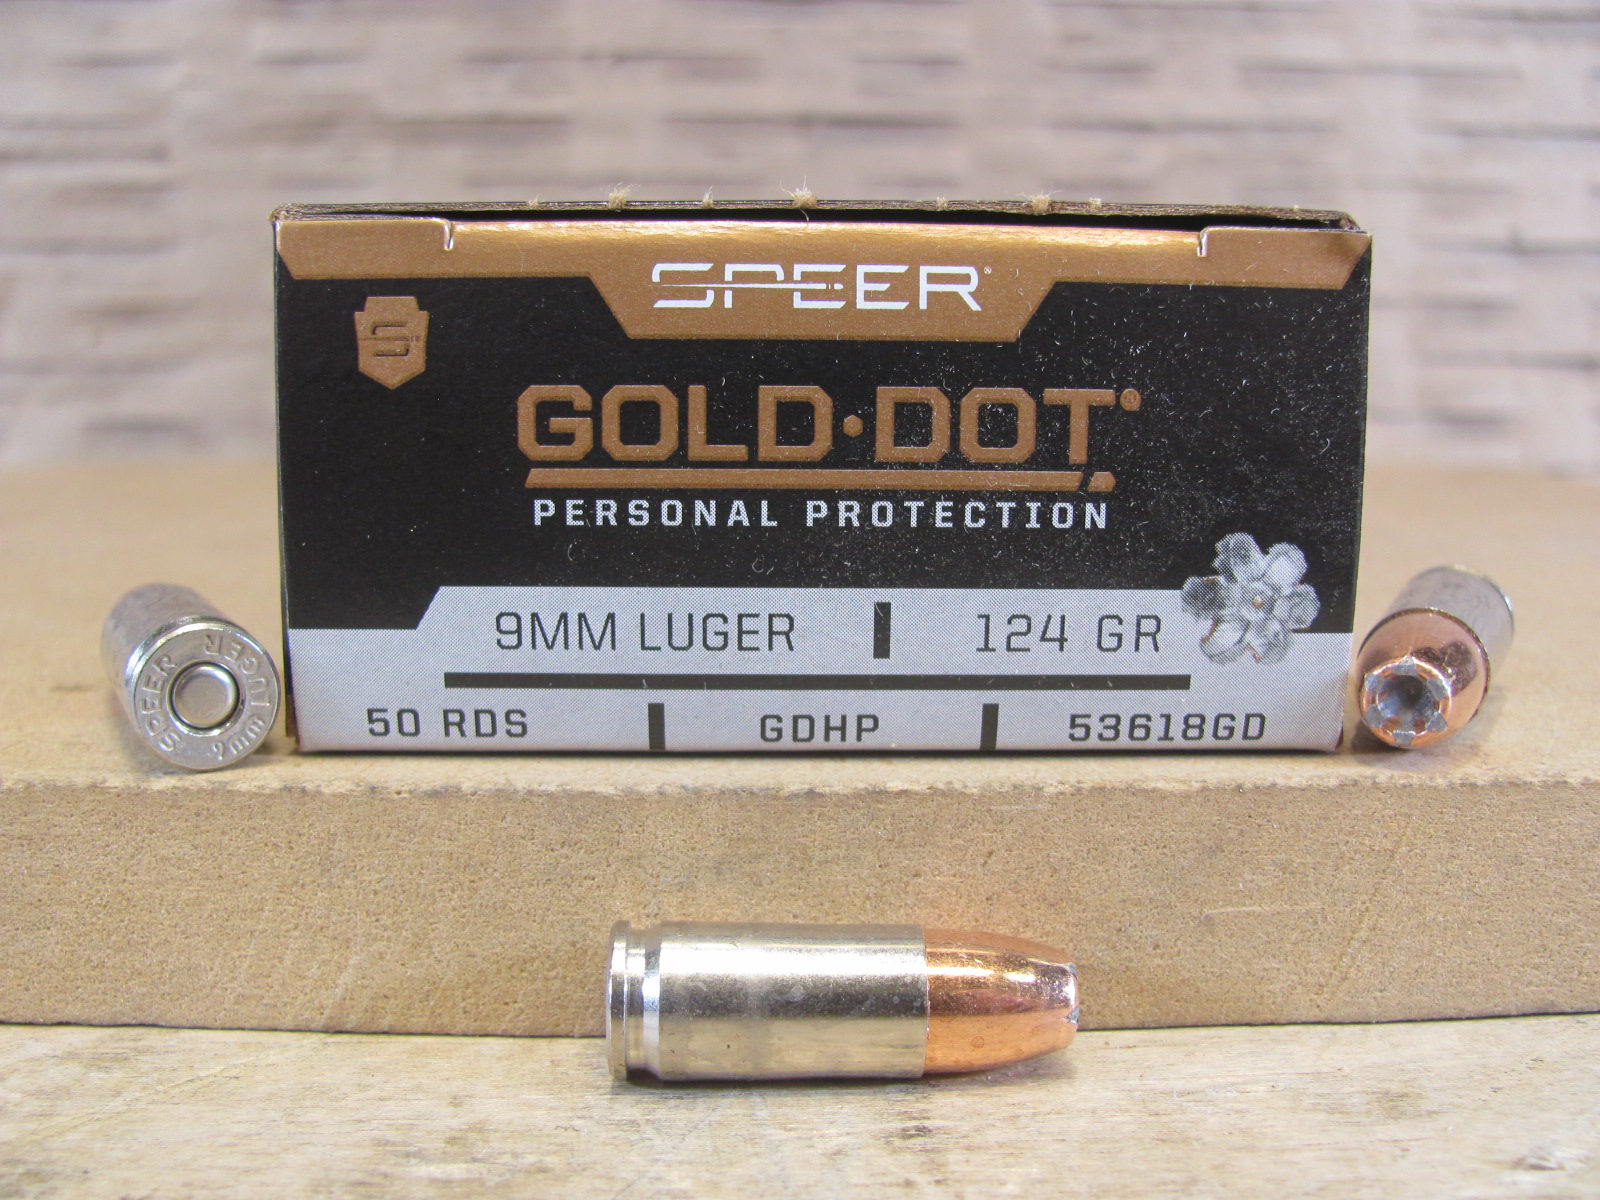 SPEER®
S
GOLD·DOT®
PERSONAL PROTECTION
9MM LUGER | 124 GR
50 RDS | GDHP | 53618GD
SPEER
9mm LUGER